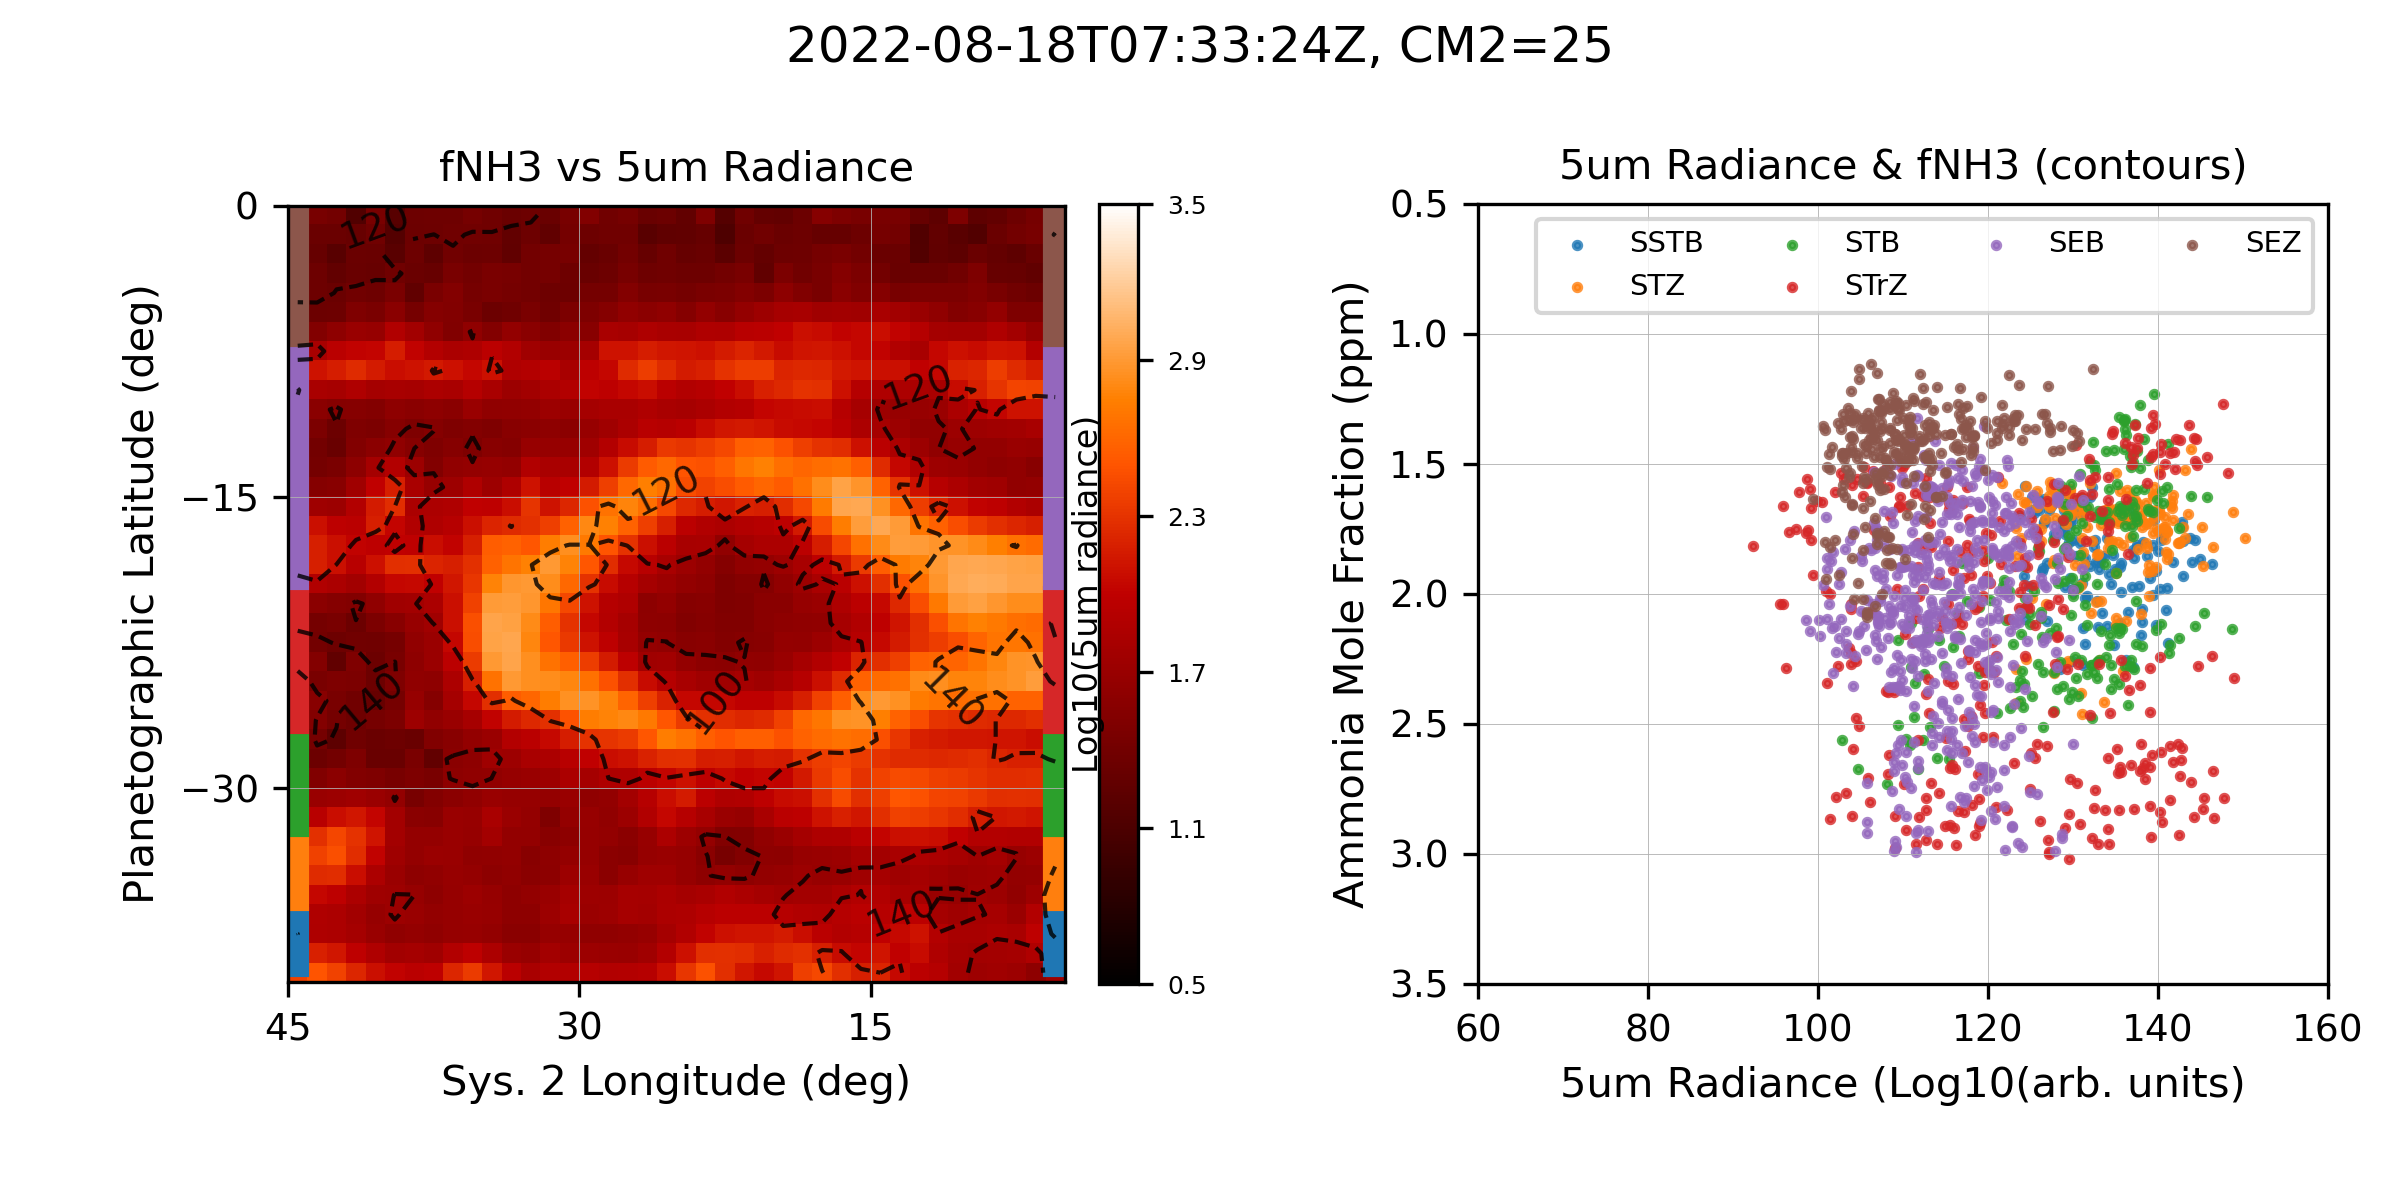 2022-08-18T07:33:24Z, CM2=25
fNH3 vs 5um Radiance
0
−15
−30
45
30
15
Planetographic Latitude (deg)
Sys. 2 Longitude (deg)
120
120
120
100
140
140
140
3.5
2.9
2.3
1.7
1.1
0.5
Log10(5um radiance)
5um Radiance & fNH3 (contours)
SSTB STB SEB SEZ
STZ STrZ
0.5
1.0
1.5
2.0
2.5
3.0
3.5
60 80 100 120 140 160
Ammonia Mole Fraction (ppm)
5um Radiance (Log10(arb. units)